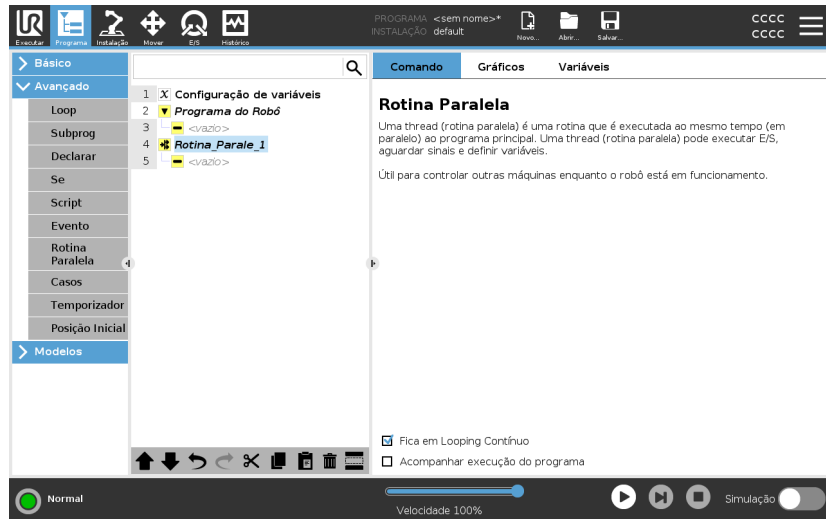 PROGRAMA <sem nome>*
INSTALAÇÃO default
cccc
cccc
UR
Executar Programa Instalação Mover E/S Histórico
Novo... Abrir... Salvar...
Básico
Avançado
Loop
Subprog
Declarar
Se
Script
Evento
Rotina
Paralela
Casos
Temporizador
Posição Inicial
Modelos
1 X Configuração de variáveis
2 Programa do Robô
3 <vazio>
4 Rotina_Parale_1
5 <vazio>
Comando Gráficos Variáveis
Rotina Paralela
Uma thread (rotina paralela) é uma rotina que é executada ao mesmo tempo (em
paralelo) ao programa principal. Uma thread (rotina paralela) pode executar E/S,
aguardar sinais e definir variáveis.
Útil para controlar outras máquinas enquanto o robô está em funcionamento.
Fica em Looping Contínuo
Acompanhar execução do programa
Normal
Velocidade 100%
Simulação